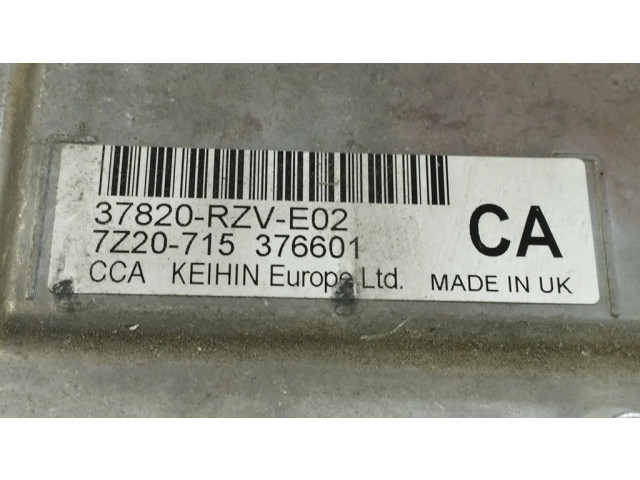 37820-RZV-E02
7Z20-715 376601
CA
CCA KEIHIN Europe Ltd. MADE IN UK